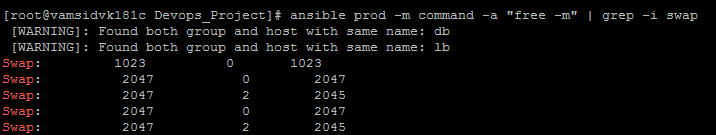 [root@vamsidvk181c Devops_Project]# ansible prod -m command -a "free -m" | grep -i swap
 [WARNING]: Found both group and host with same name: db
 [WARNING]: Found both group and host with same name: lb
Swap:          1023           0        1023
Swap:           2047           0        2047
Swap:           2047           2        2045
Swap:           2047           0        2047
Swap:           2047           2        2045